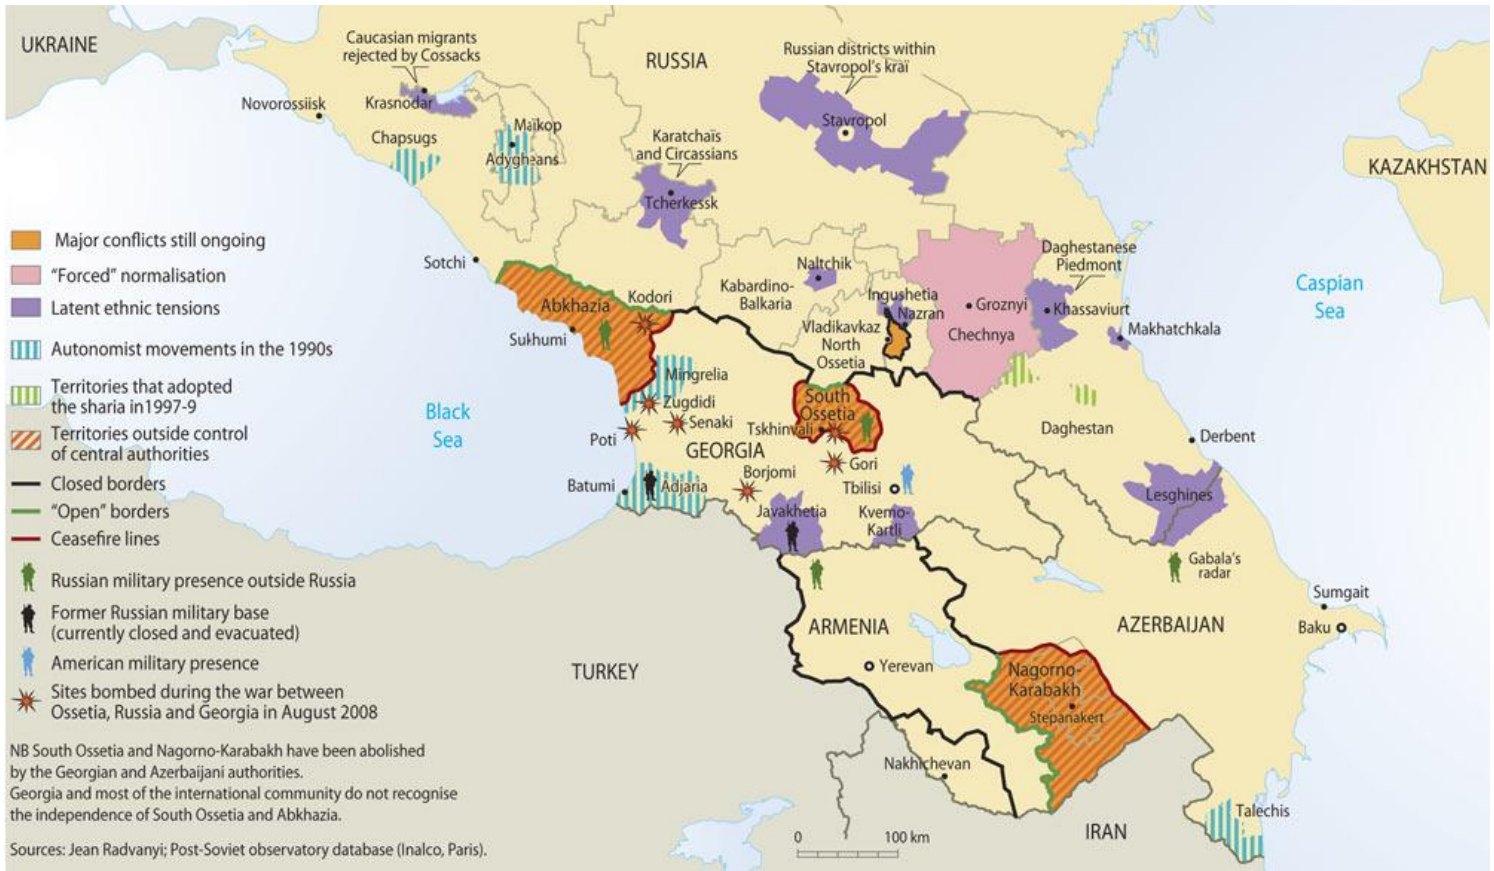 UKRAINE
Caucasian migrants
rejected by Cossacks
RUSSIA
Russian districts within
Stavropol's kraï
Novorossiisk
Krasnodar
Chapsugs
Maïkop
Adygheans
Karatchaïs
and Circassians
Stavropol
KAZAKHSTAN
Tcherkessk
Sotchi
Abkhazia
Kodori
Sukhumi
Kabardino-
Balkaria
Naltchik
Ingushetia
Nazran
Vladikavkaz
North
Ossetia
Groznyi
Chechnya
Daghestanese
Piedmont
Khassaviurt
Makhatchkala
Caspian
Sea
Major conflicts still ongoing
"Forced" normalisation
Latent ethnic tensions
Autonomist movements in the 1990s
Territories that adopted
the sharia in1997-9
Territories outside control
of central authorities
Closed borders
"Open" borders
Ceasefire lines
Russian military presence outside Russia
Former Russian military base
(currently closed and evacuated)
American military presence
Sites bombed during the war between
Ossetia, Russia and Georgia in August 2008
Black
Sea
Mingrelia
Zugdidi
Senaki
Poti
GEORGIA
South
Ossetia
Tskhinvali
Gori
Borjomi
Tbilisi
Batumi
Adjaria
Javakhetia
Kvemo-
Kartli
Daghestan
Derbent
Lesghines
Gabala's
radar
Sumgait
Baku
ARMENIA
AZERBAIJAN
Yerevan
TURKEY
Nagorno-
Karabakh
Stepanakert
Nakhichevan
IRAN
Talechis
0 100 km
NB South Ossetia and Nagorno-Karabakh have been abolished
by the Georgian and Azerbaijani authorities.
Georgia and most of the international community do not recognise
the independence of South Ossetia and Abkhazia.
Sources: Jean Radvanyi; Post-Soviet observatory database (Inalco, Paris).